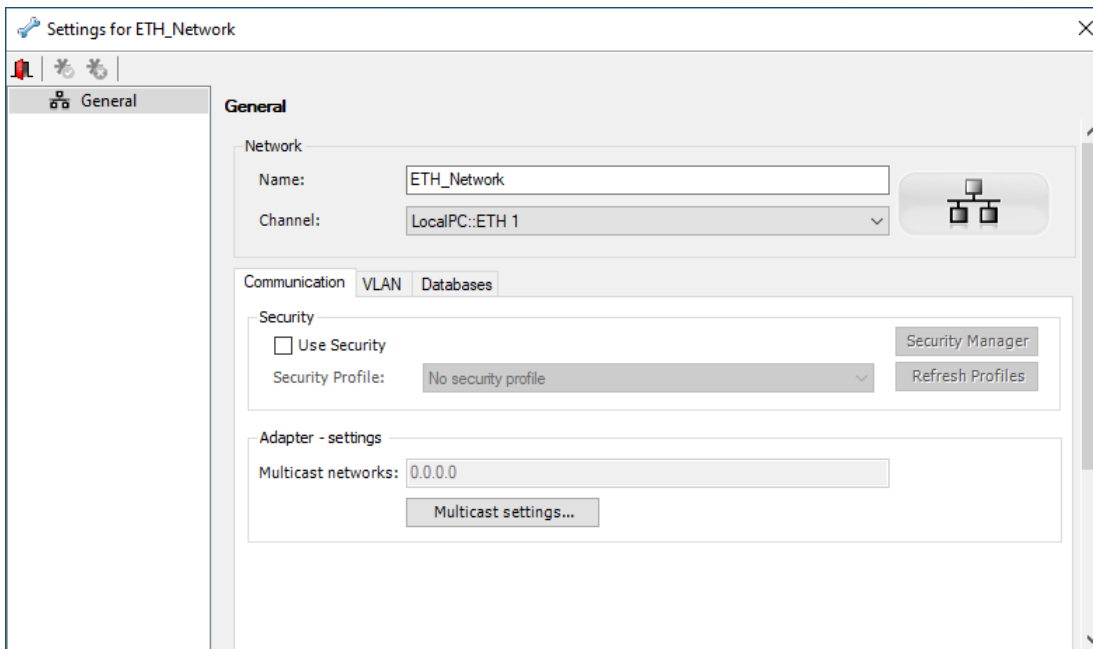 Settings for ETH_Network
General
General
Network
Name:
ETH_Network
Channel:
LocalPC::ETH 1
Communication
VLAN
Databases
Security
Use Security
Security Manager
Security Profile:
No security profile
Refresh Profiles
Adapter - settings
Multicast networks:
0.0.0.0
Multicast settings...